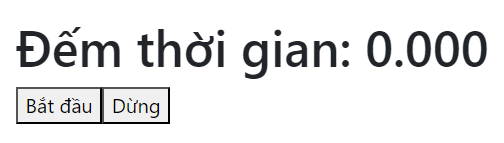 Đếm thời gian: 0.000
Bắt đầu Dừng